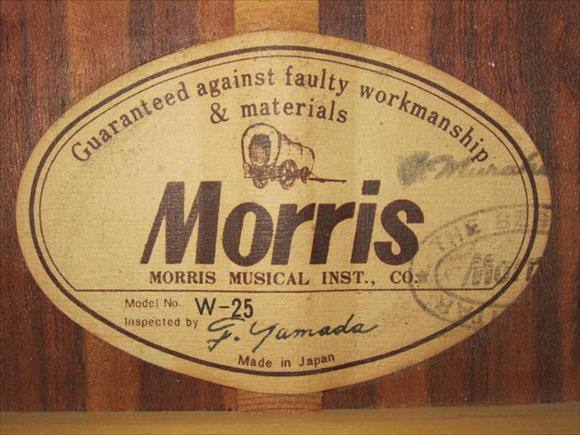 Guaranteed against faulty workmanship
& materials
Morris
MORRIS MUSICAL INST., CO.
Model No. W-25
Inspected by F. Yamada
Made in Japan
THE